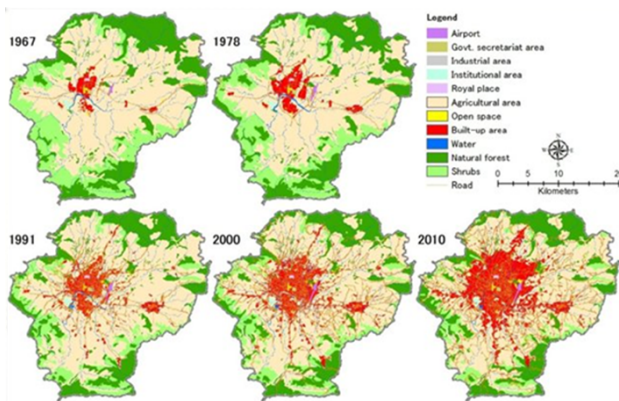 1967
1978
Legend
Airport
Govt. secretariat area
Industrial area
Institutional area
Royal place
Agricultural area
Open space
Built-up area
Water
Natural forest
Shrubs
Road
N
W E
S
0 5 10 20
Kilometers
1991
2000
2010